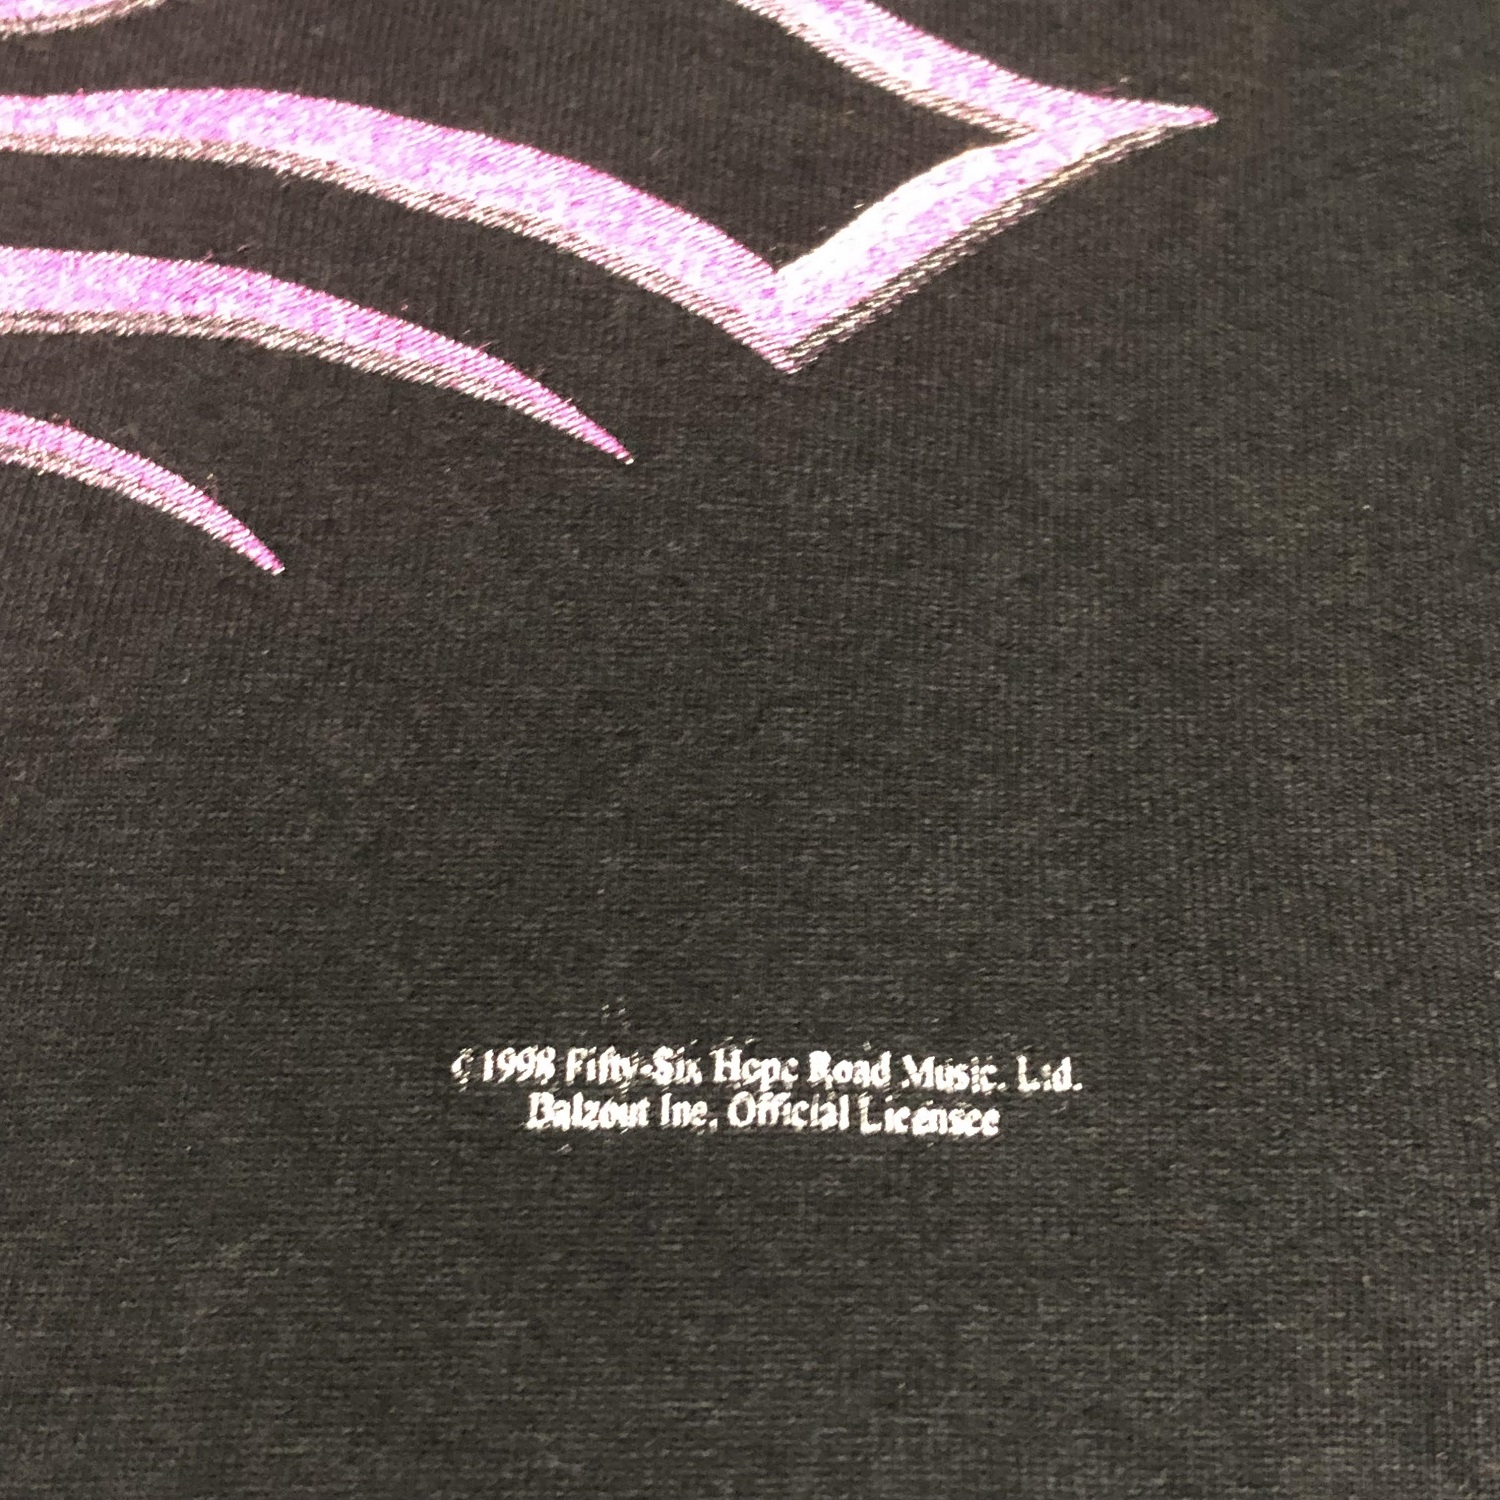 © 1998 Fifty-Six Hope Road Music. Ltd.
Balzout Inc, Official Licensee